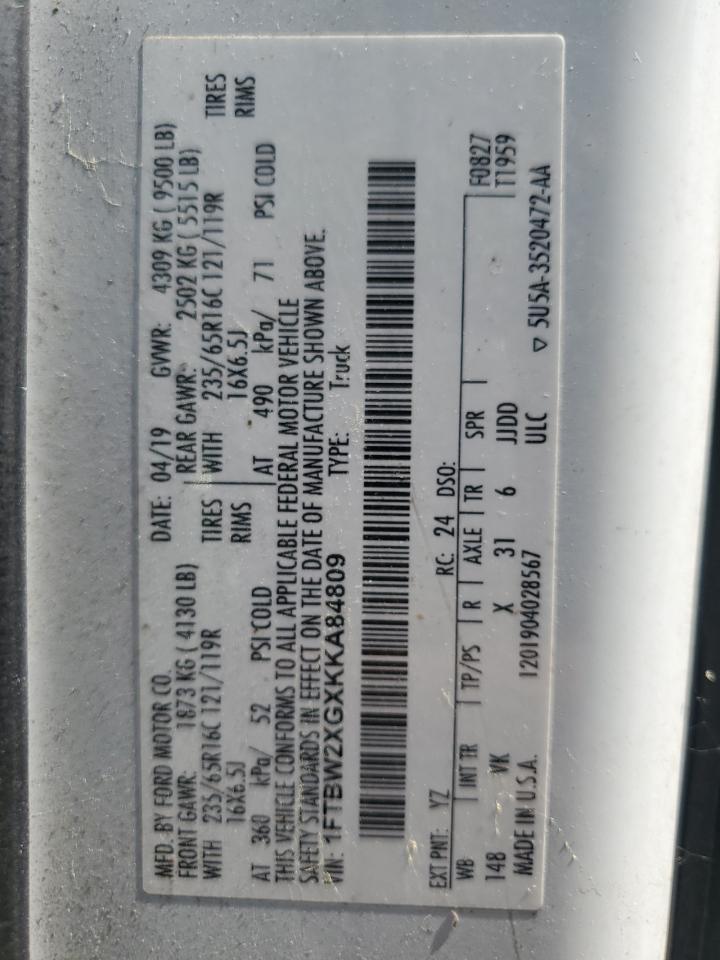 MFD. BY FORD MOTOR CO. DATE: 04/19 GVWR: 4309 KG ( 9500 LB)
FRONT GAWR: 1873 KG ( 4130 LB) REAR GAWR: 2502 KG ( 5515 LB)
WITH 235/65R16C 121/119R TIRES WITH 235/65R16C 121/119R TIRES
16X6.5J RIMS 16X6.5J RIMS
AT 360 kPa/ 52 PSI COLD AT 490 kPa/ 71 PSI COLD
THIS VEHICLE CONFORMS TO ALL APPLICABLE FEDERAL MOTOR VEHICLE
SAFETY STANDARDS IN EFFECT ON THE DATE OF MANUFACTURE SHOWN ABOVE.
VIN: 1FTBW2XGXKKA84809 TYPE: Truck
EXT PNT: YZ RC: 24 DSO:
WB INT TR TP/PS R AXLE TR SPR F0827
148 VK X 31 6 JJDD T1959
MADE IN U.S.A. 1201904028567 ULC ▽ 5U5A-3520472-AA